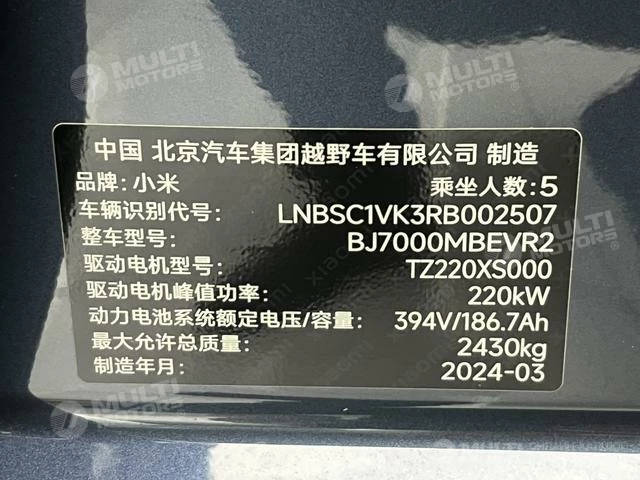 MULTI MOTORS
MULTI MOTORS
中国 北京汽车集团越野车有限公司 制造
品牌:小米 乘坐人数:5
车辆识别代号: LNBSC1VK3RB002507
整车型号: BJ7000MBEVR2
驱动电机型号: TZ220XS000
驱动电机峰值功率: 220kW
动力电池系统额定电压/容量: 394V/186.7Ah
最大允许总质量: 2430kg
制造年月: 2024-03
xiaomi
MULTI MOTORS
MULTI